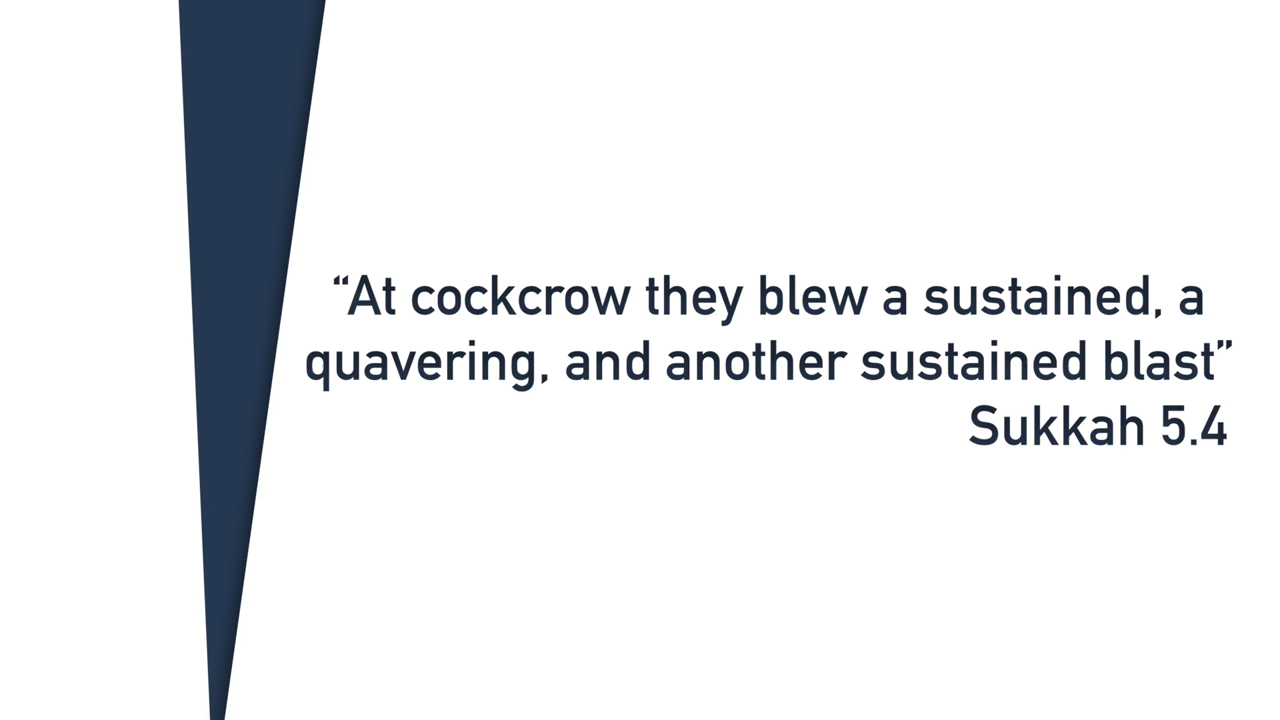 “At cockcrow they blew a sustained, a
quavering, and another sustained blast”
Sukkah 5.4